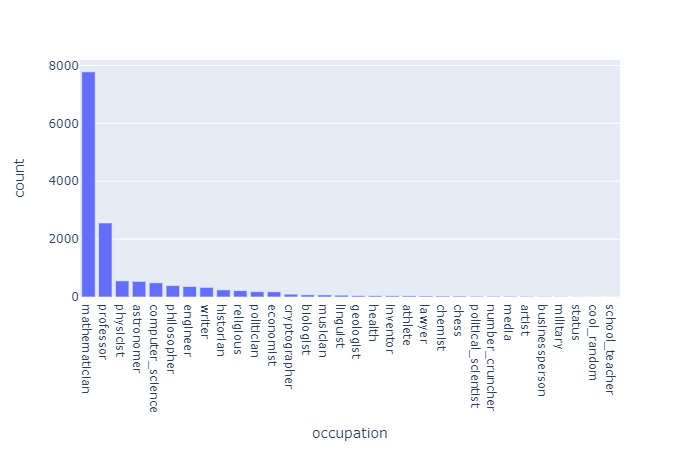 8000
6000
4000
2000
0
count
mathematician
professor
physicist
astronomer
computer_science
philosopher
engineer
writer
historian
religious
politician
economist
cryptographer
biologist
musician
linguist
geologist
health
inventor
athlete
lawyer
chemist
chess
political_scientist
number_cruncher
media
artist
businessperson
military
status
cool_random
school_teacher
occupation